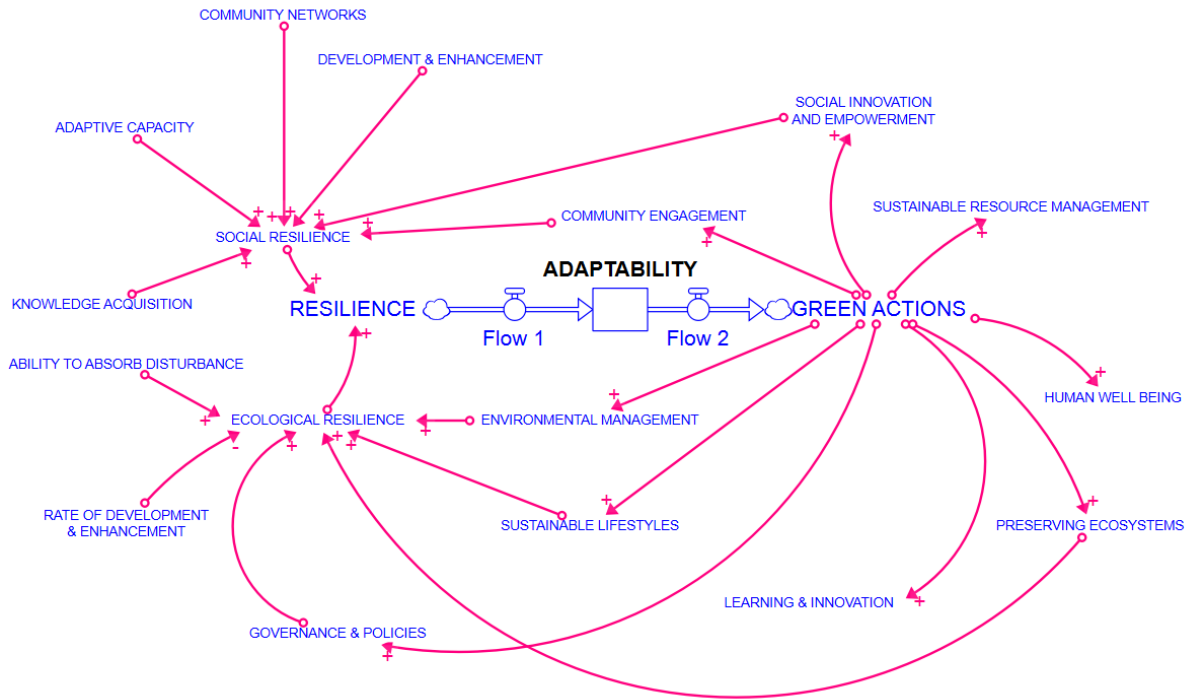 COMMUNITY NETWORKS
DEVELOPMENT & ENHANCEMENT
SOCIAL INNOVATION
AND EMPOWERMENT
ADAPTIVE CAPACITY
SUSTAINABLE RESOURCE MANAGEMENT
COMMUNITY ENGAGEMENT
SOCIAL RESILIENCE
ADAPTABILITY
KNOWLEDGE ACQUISITION
RESILIENCE
GREEN ACTIONS
Flow 1
Flow 2
ABILITY TO ABSORB DISTURBANCE
HUMAN WELL BEING
ECOLOGICAL RESILIENCE
ENVIRONMENTAL MANAGEMENT
RATE OF DEVELOPMENT
& ENHANCEMENT
SUSTAINABLE LIFESTYLES
PRESERVING ECOSYSTEMS
LEARNING & INNOVATION
GOVERNANCE & POLICIES